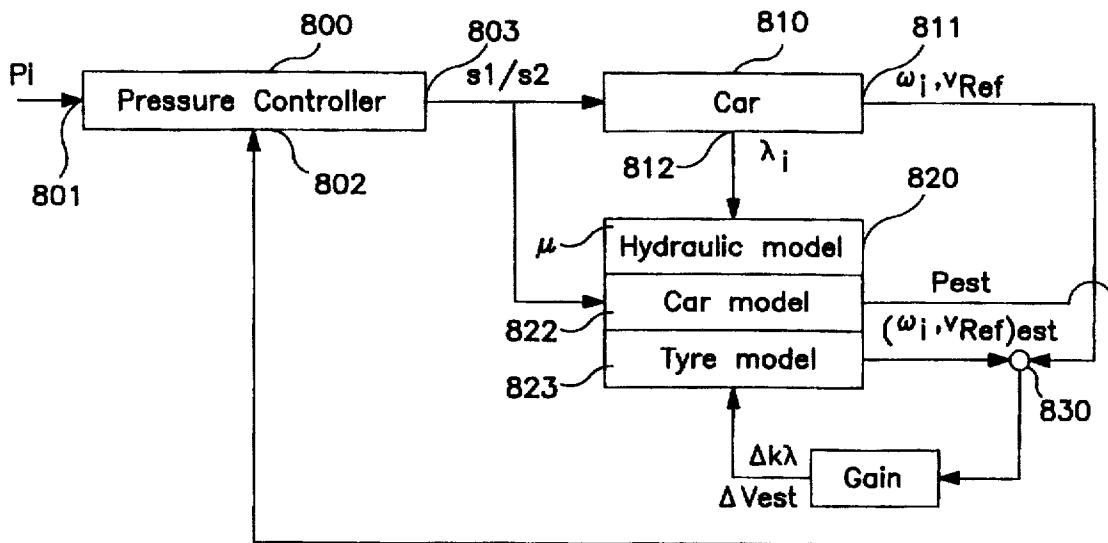 800
803
810
811
Pi
s1/s2
ωi,vRef
Pressure Controller
Car
801
802
812
λi
820
μ
Hydraulic model
Pest
Car model
822
(ωi,vRef)est
Tyre model
823
830
Δkλ
Gain
ΔVest